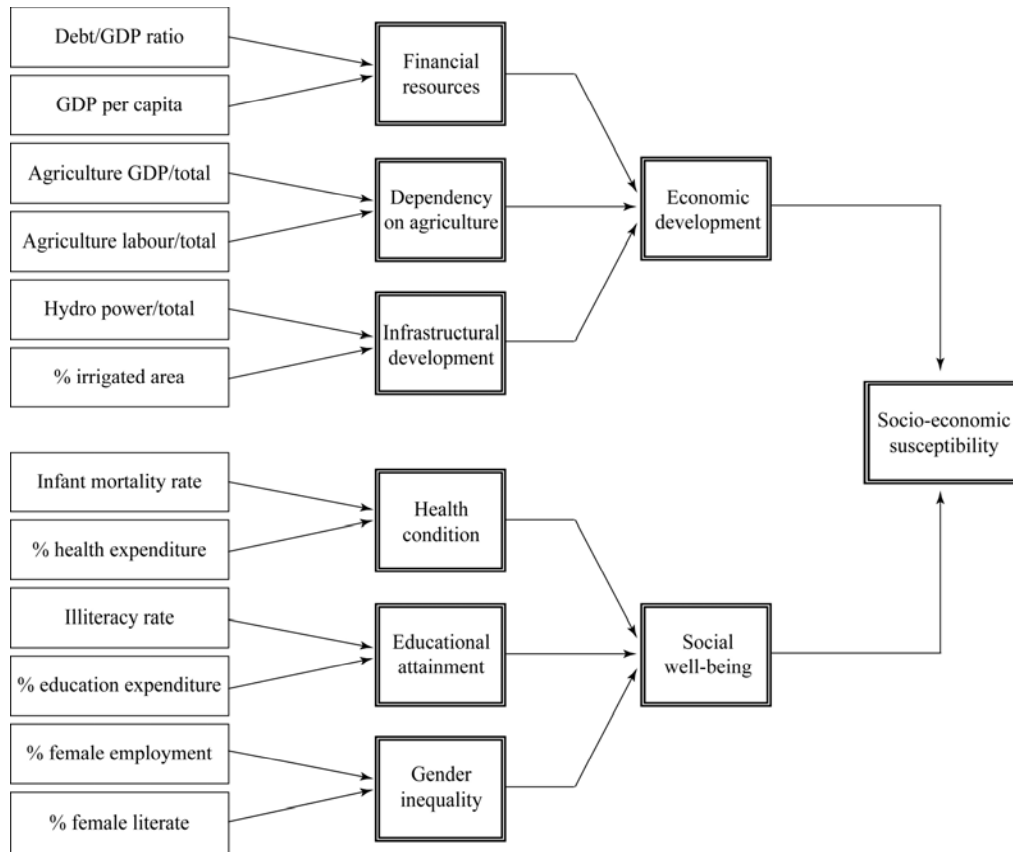 Debt/GDP ratio
GDP per capita
Financial
resources
Agriculture GDP/total
Agriculture labour/total
Dependency
on agriculture
Hydro power/total
% irrigated area
Infrastructural
development
Economic
development
Infant mortality rate
% health expenditure
Health
condition
Illiteracy rate
% education expenditure
Educational
attainment
% female employment
% female literate
Gender
inequality
Social
well-being
Socio-economic
susceptibility